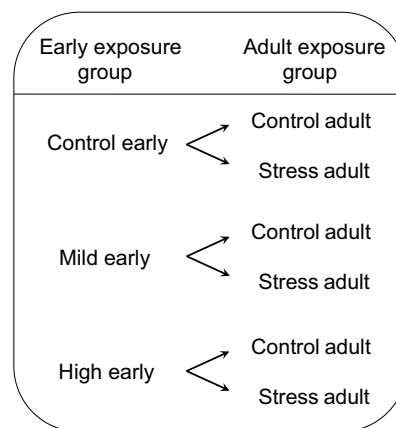 Early exposure group
Adult exposure group
Control early
Control adult
Stress adult
Mild early
Control adult
Stress adult
High early
Control adult
Stress adult